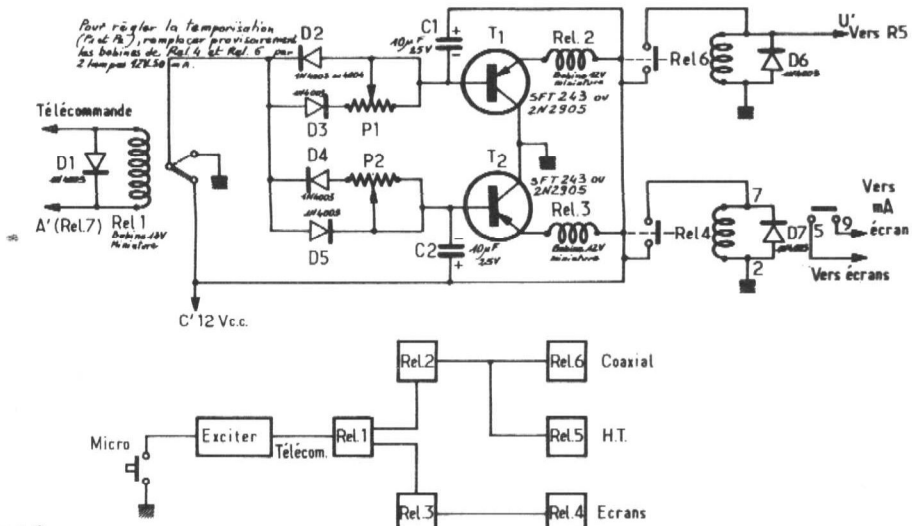 Pour régler la temporisation
(P1 et P2), remplacer provisoirement
les bobines de Rel. 4 et Rel. 6 par
2 lampes 12V. 50 mA.
C1
10µF
25V
D2
1N4003 ou 4004
1N4003
D3
P1
T1
SFT 243 ou
2N2905
Rel. 2
Bobine 12V
miniature
Rel 6
D6
1N4003
U'
Vers R5
Télécommande
D1
1N4003
A' (Rel.7)
Rel.1
Bobine 12V
Miniature
D4
1N4003
P2
1N4003
D5
T2
SFT 243 ou
2N2905
Rel.3
Bobine 12V
miniature
C2
10µF
25V
Rel 4
7
2
D7
1N4003
5
9
Vers
mA
écran
Vers écrans
C' 12 Vc.c.
Micro
Exciter
Télécom.
Rel.1
Rel.2
Rel.3
Rel.6
Coaxial
Rel.5
H.T.
Rel.4
Ecrans